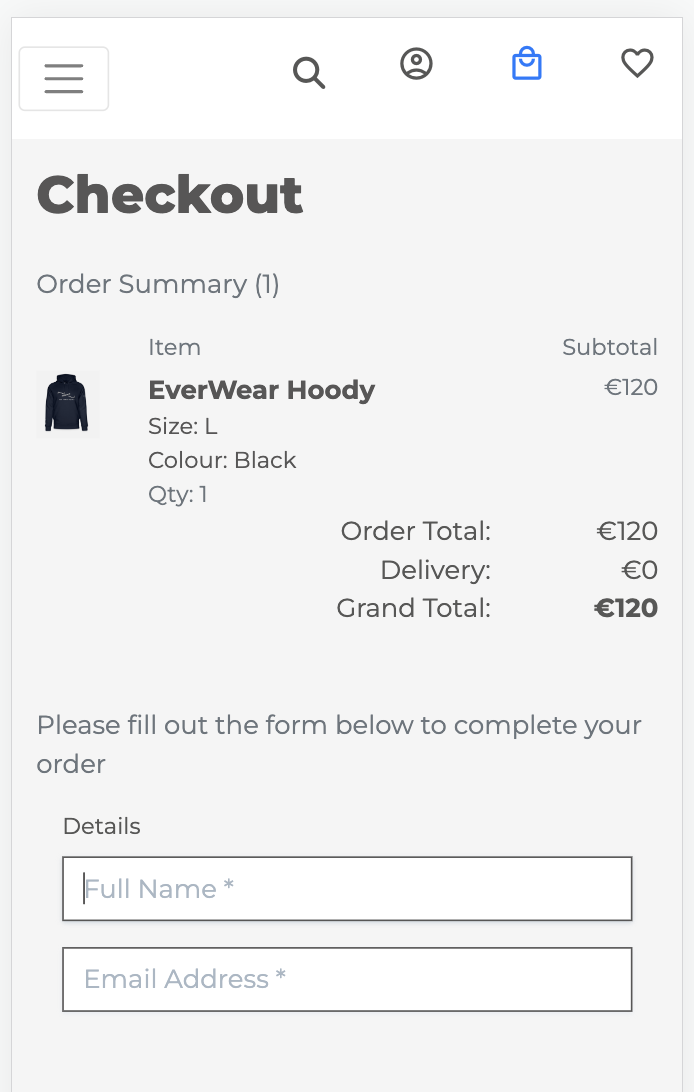 Checkout
Order Summary (1)
Item Subtotal
EverWear Hoody €120
Size: L
Colour: Black
Qty: 1
Order Total: €120
Delivery: €0
Grand Total: €120
Please fill out the form below to complete your
order
Details
Full Name *
Email Address *